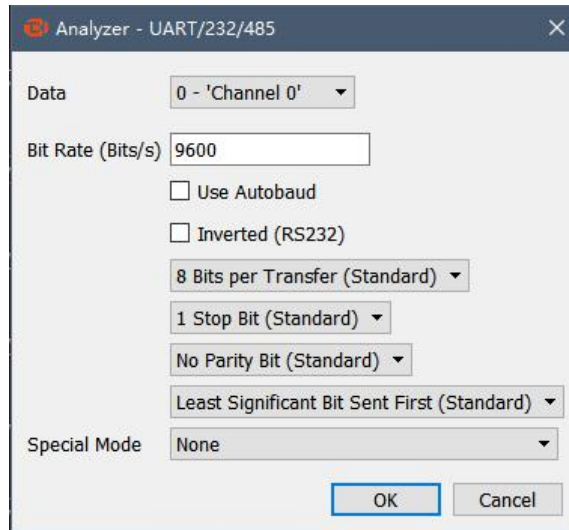 Analyzer - UART/232/485
Data 0 - 'Channel 0'
Bit Rate (Bits/s) 9600
Use Autobaud
Inverted (RS232)
8 Bits per Transfer (Standard)
1 Stop Bit (Standard)
No Parity Bit (Standard)
Least Significant Bit Sent First (Standard)
Special Mode None
OK Cancel